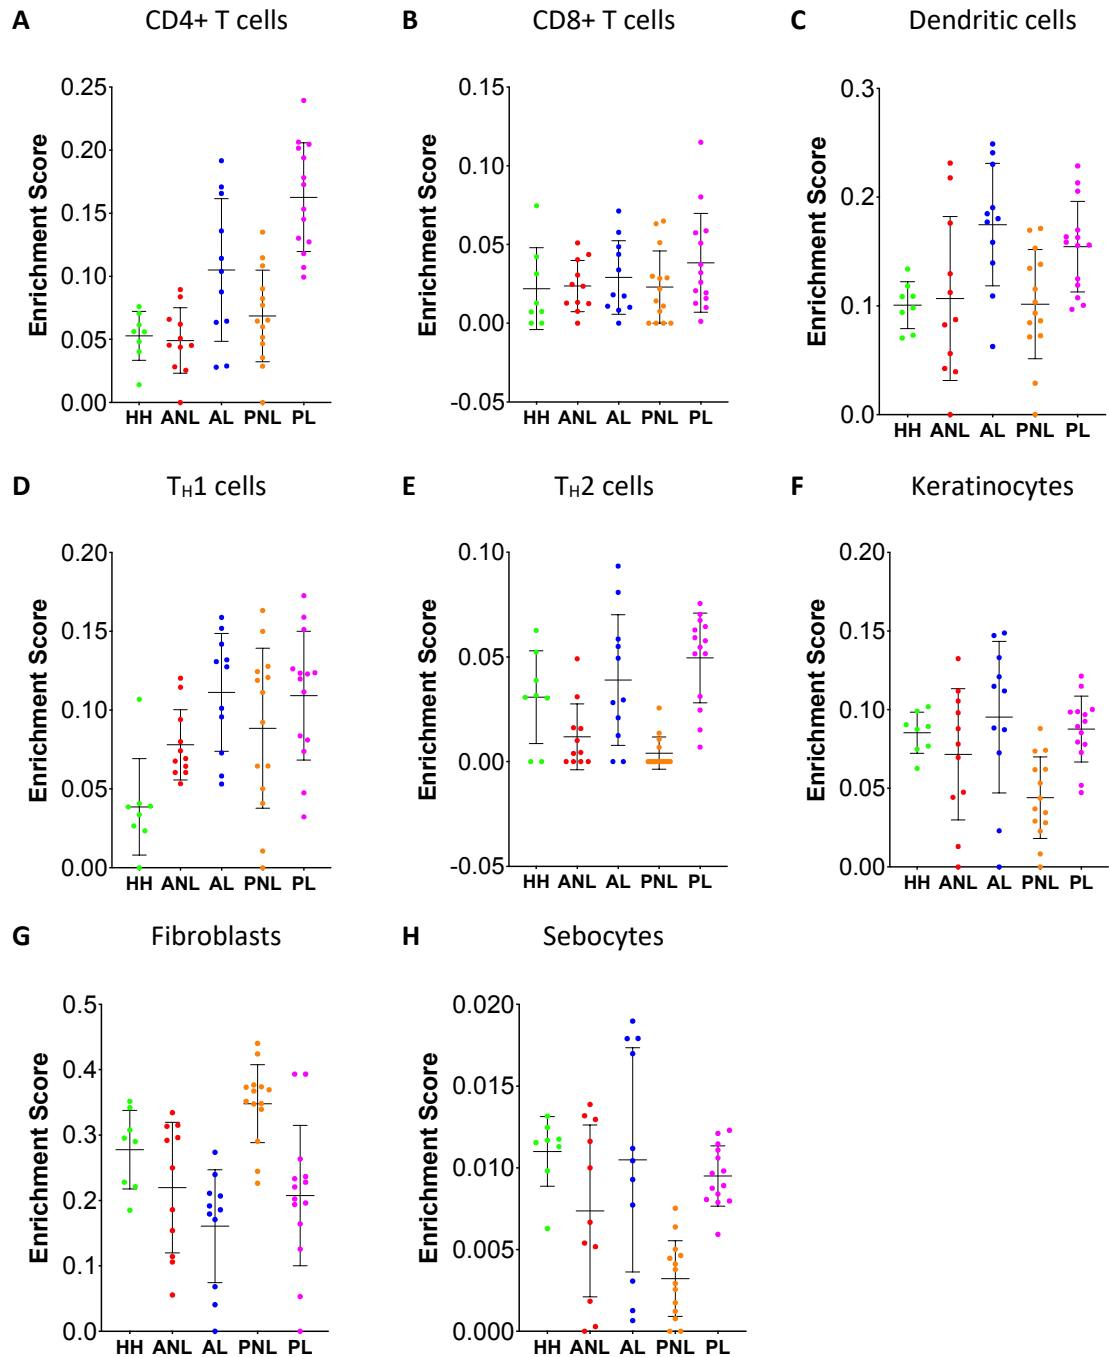 A CD4+ T cells
B CD8+ T cells
C Dendritic cells
Enrichment Score
0.25
0.20
0.15
0.10
0.05
0.00
HH ANL AL PNL PL
Enrichment Score
0.15
0.10
0.05
0.00
-0.05
HH ANL AL PNL PL
Enrichment Score
0.3
0.2
0.1
0.0
HH ANL AL PNL PL
D TH1 cells
E TH2 cells
F Keratinocytes
Enrichment Score
0.20
0.15
0.10
0.05
0.00
HH ANL AL PNL PL
Enrichment Score
0.10
0.05
0.00
-0.05
HH ANL AL PNL PL
Enrichment Score
0.20
0.15
0.10
0.05
0.00
HH ANL AL PNL PL
G Fibroblasts
H Sebocytes
Enrichment Score
0.5
0.4
0.3
0.2
0.1
0.0
HH ANL AL PNL PL
Enrichment Score
0.020
0.015
0.010
0.005
0.000
HH ANL AL PNL PL